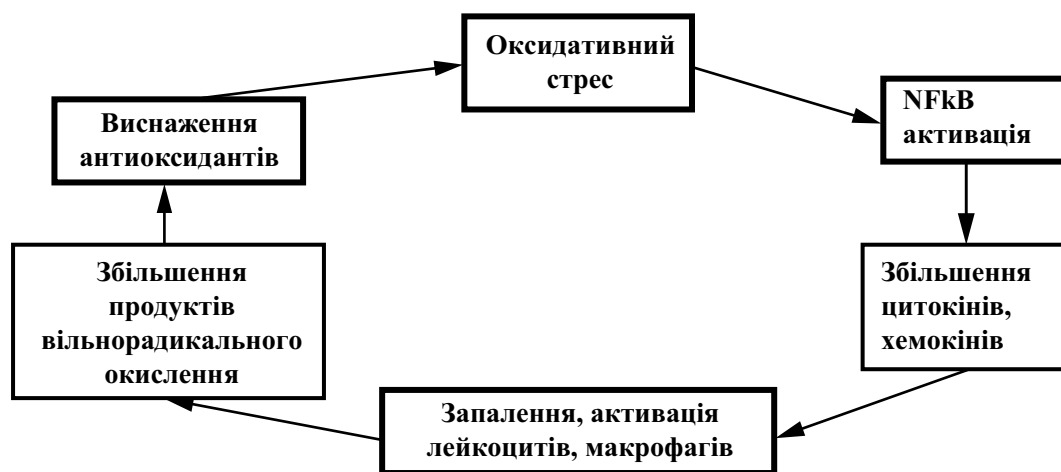 Оксидативний
стрес
NFkB
активація
Збільшення
цитокінів,
хемокінів
Запалення, активація
лейкоцитів, макрофагів
Збільшення
продуктів
вільнорадикального
окислення
Виснаження
антиоксидантів